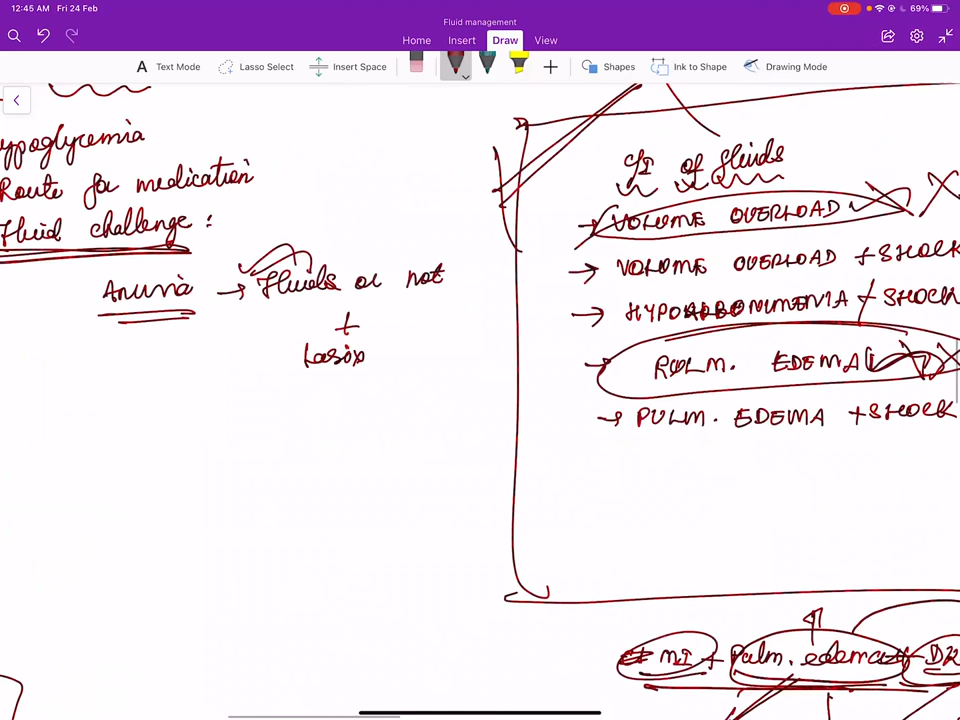 12:45 AM Fri 24 Feb
69%
Fluid management
Home Insert Draw View
Text Mode Lasso Select Insert Space Shapes Ink to Shape Drawing Mode
ypoglycemia
Route for medication
Fluid challenge :
Anuria → Fluids or not
+
Lasix
CI of fluids
→ VOLUME OVERLOAD
→ VOLUME OVERLOAD + SHOCK
→ + SHOCK
→ PULM. EDEMA
→ PULM. EDEMA + SHOCK
MI + Pulm. edema